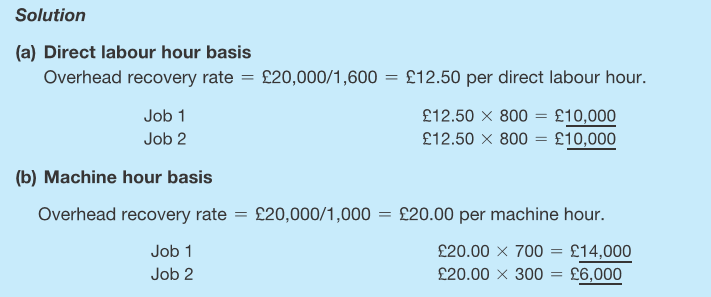 Solution
(a) Direct labour hour basis
Overhead recovery rate = £20,000/1,600 = £12.50 per direct labour hour.
Job 1 £12.50 × 800 = £10,000
Job 2 £12.50 × 800 = £10,000
(b) Machine hour basis
Overhead recovery rate = £20,000/1,000 = £20.00 per machine hour.
Job 1 £20.00 × 700 = £14,000
Job 2 £20.00 × 300 = £6,000